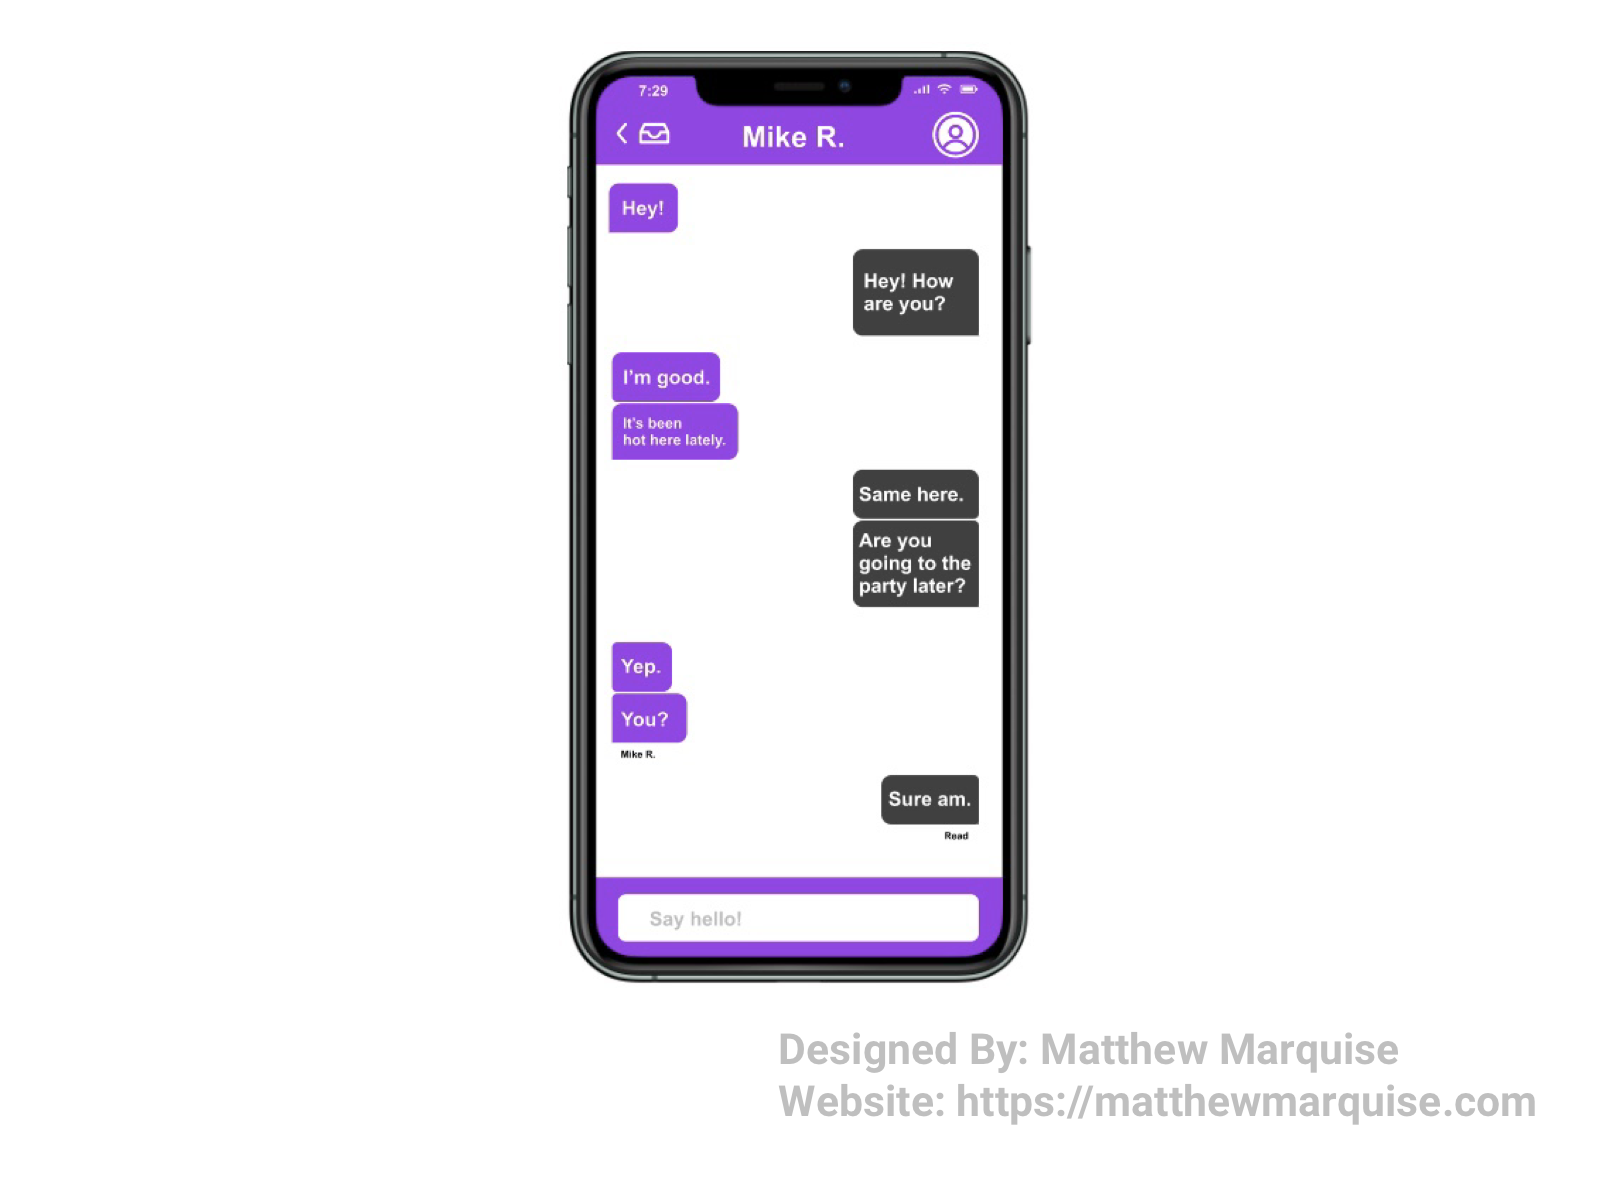 7:29
Mike R.
Hey!
Hey! How
are you?
I'm good.
It's been
hot here lately.
Same here.
Are you
going to the
party later?
Yep.
You?
Mike R.
Sure am.
Read
Say hello!
Designed By: Matthew Marquise
Website: https://matthewmarquise.com